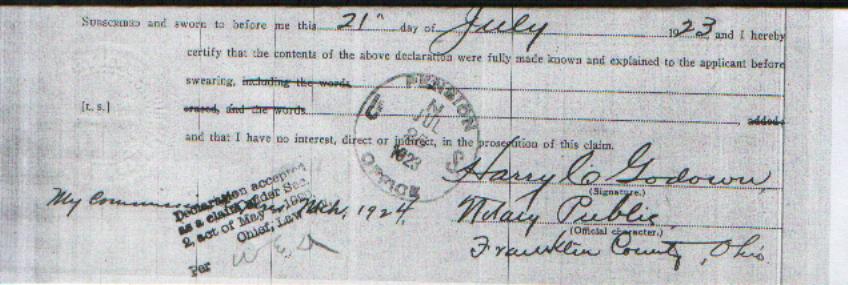 SUBSCRIBED and sworn to before me this 21" day of July 1923 and I hereby
certify that the contents of the above declaration were fully made known and explained to the applicant before
swearing, including the words
[L. S.] erased, and the words added;
and that I have no interest, direct or indirect, in the prosecution of this claim.
U. S. PENSION OFFICE
N
JUL
1923
Harry C Godown,
(Signature.)
My Commission Mch, 1924.
Declaration accepted
as a claim under Sec.
2, act of May 1,
Chief, Law
Per
Notary Public,
(Official character.)
Franklin County, Ohio.